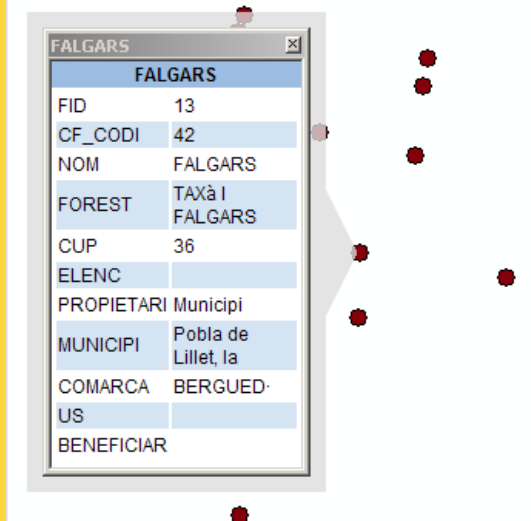 FALGARS
FALGARS
FID 13
CF_CODI 42
NOM FALGARS
FOREST TAXà I
FALGARS
CUP 36
ELENC
PROPIETARI Municipi
MUNICIPI Pobla de
Lillet, la
COMARCA BERGUED·
US
BENEFICIAR